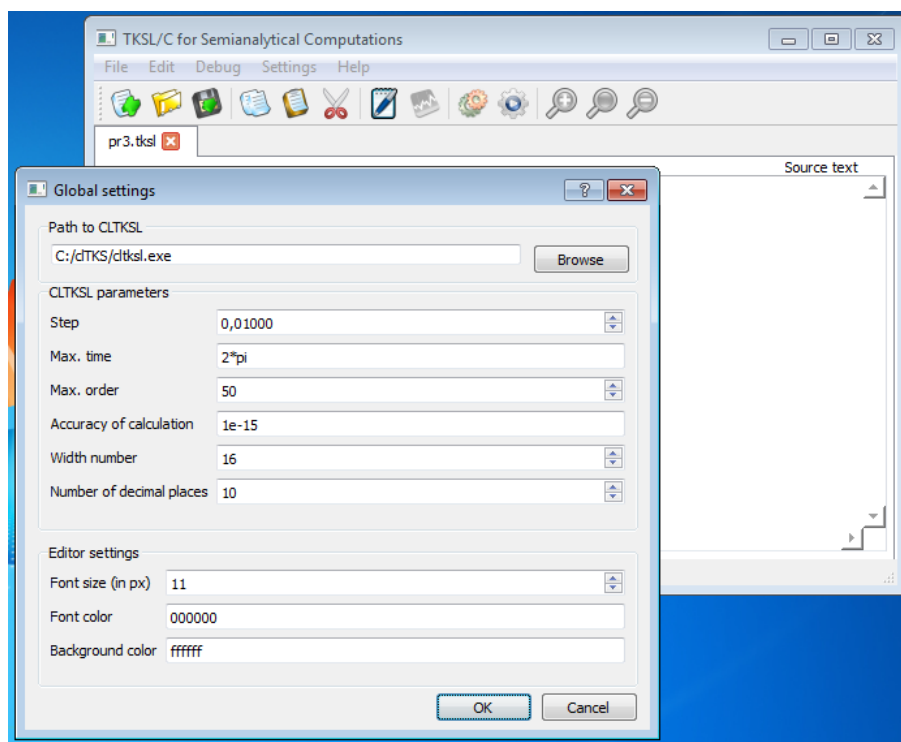 TKSL/C for Semianalytical Computations
File Edit Debug Settings Help
pr3.tksl
Source text
Global settings
Path to CLTKSL
C:/clTKS/cltksl.exe
Browse
CLTKSL parameters
Step 0,01000
Max. time 2*pi
Max. order 50
Accuracy of calculation 1e-15
Width number 16
Number of decimal places 10
Editor settings
Font size (in px) 11
Font color 000000
Background color ffffff
OK Cancel